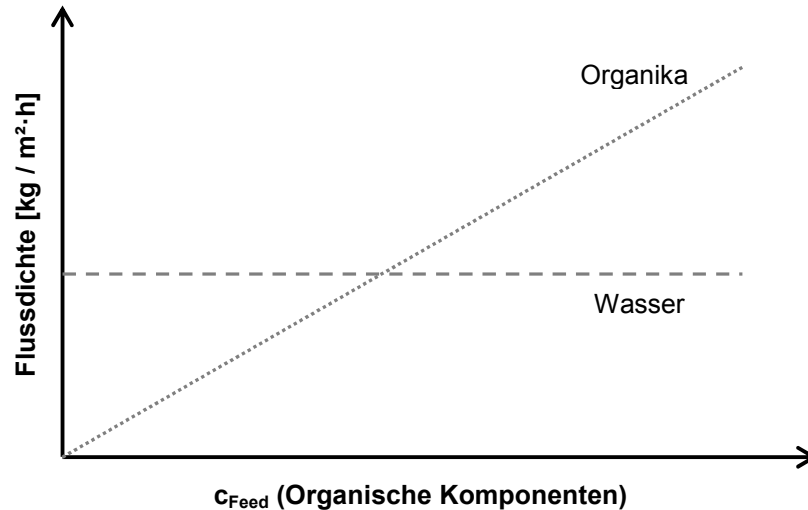 Organika
Flussdichte [kg / m²·h]
Wasser
cFeed (Organische Komponenten)